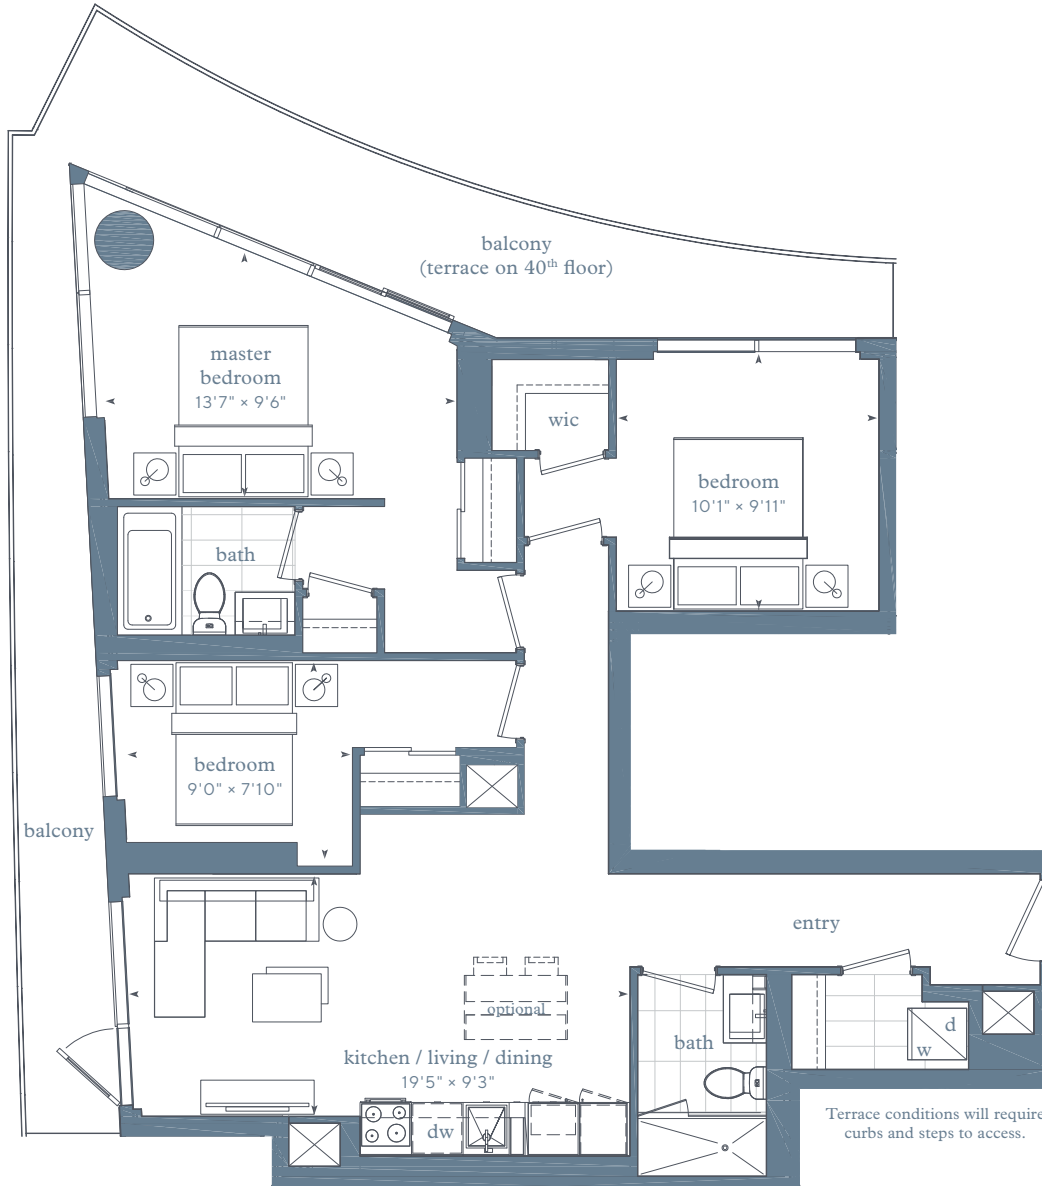 balcony
(terrace on 40th floor)
master
bedroom
13'7" × 9'6"
wic
bedroom
10'1" × 9'11"
bath
bedroom
9'0" × 7'10"
balcony
entry
optional
bath
d
w
kitchen / living / dining
19'5" × 9'3"
dw
Terrace conditions will require
curbs and steps to access.